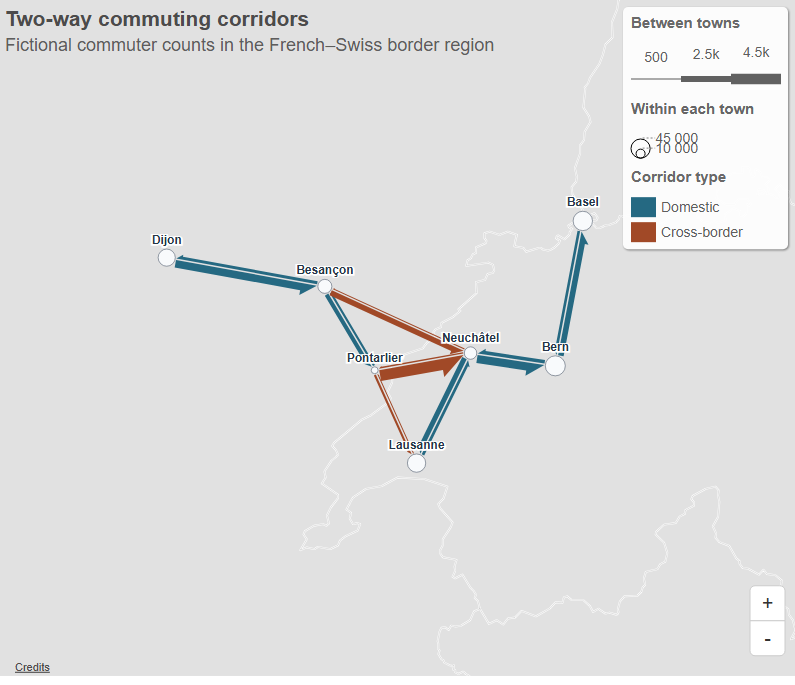 Two-way commuting corridors
Fictional commuter counts in the French–Swiss border region
Between towns
500
2.5k
4.5k
Within each town
45 000
10 000
Corridor type
Domestic
Cross-border
Basel
Dijon
Besançon
Neuchâtel
Bern
Pontarlier
Lausanne
+
-
Credits